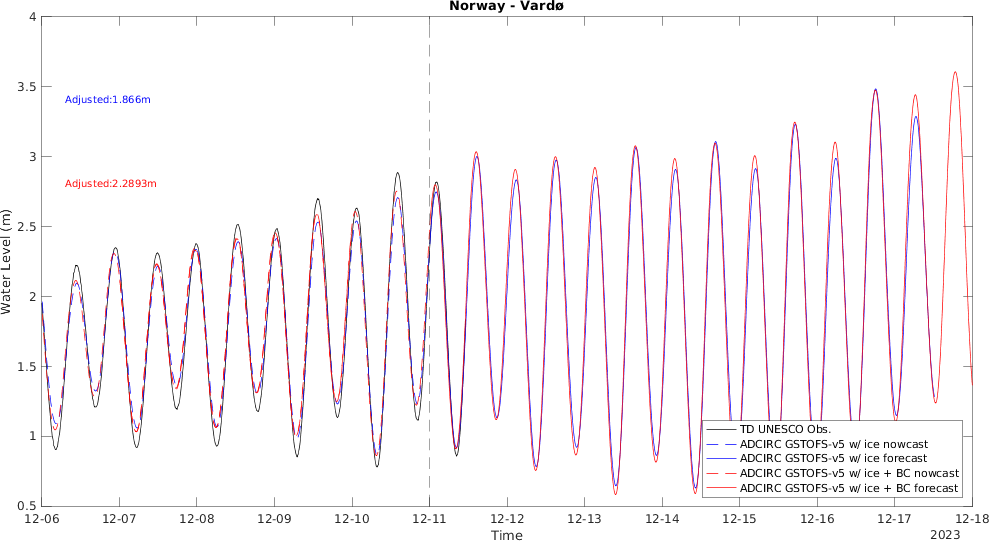 Norway - Vardø
4
3.5
3
2.5
2
1.5
1
0.5
Water Level (m)
Adjusted:1.866m
Adjusted:2.2893m
TD UNESCO Obs.
ADCIRC GSTOFS-v5 w/ ice nowcast
ADCIRC GSTOFS-v5 w/ ice forecast
ADCIRC GSTOFS-v5 w/ ice + BC nowcast
ADCIRC GSTOFS-v5 w/ ice + BC forecast
12-06 12-07 12-08 12-09 12-10 12-11 12-12 12-13 12-14 12-15 12-16 12-17 12-18
Time
2023